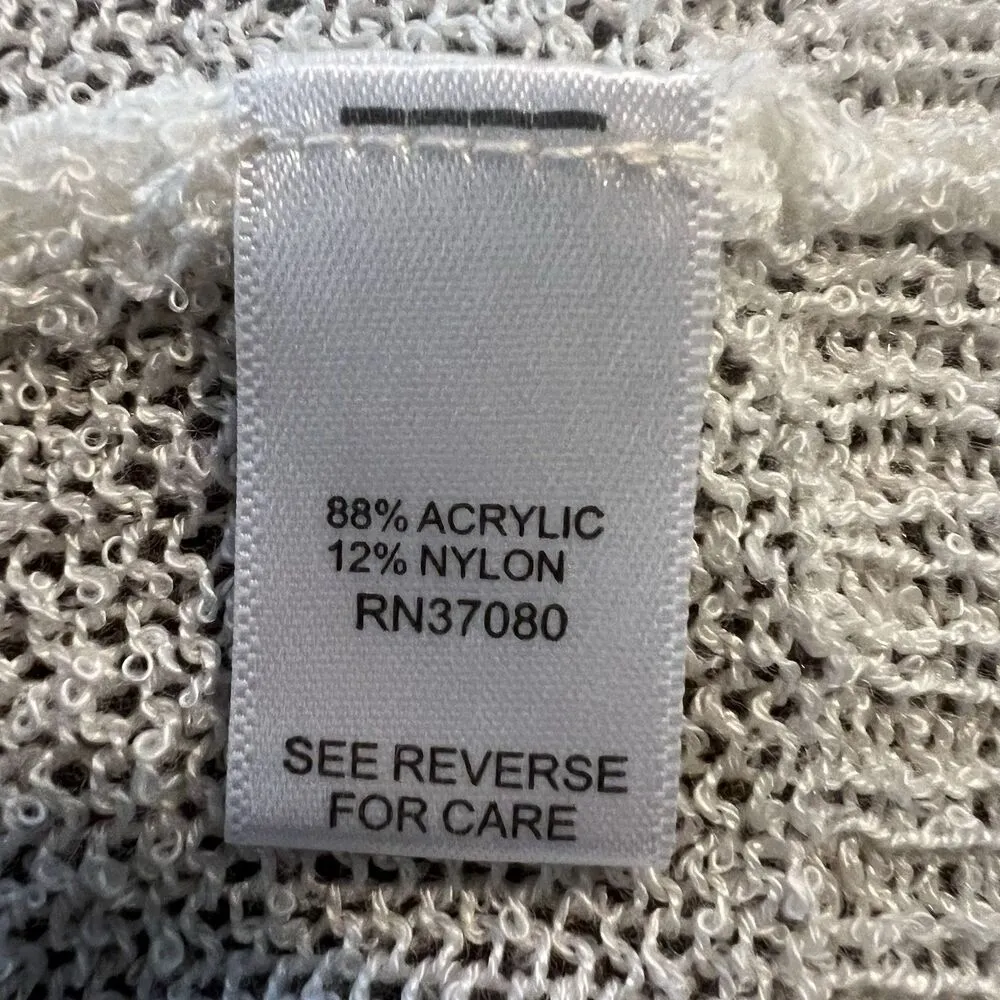 88% ACRYLIC
12% NYLON
RN37080
SEE REVERSE
FOR CARE